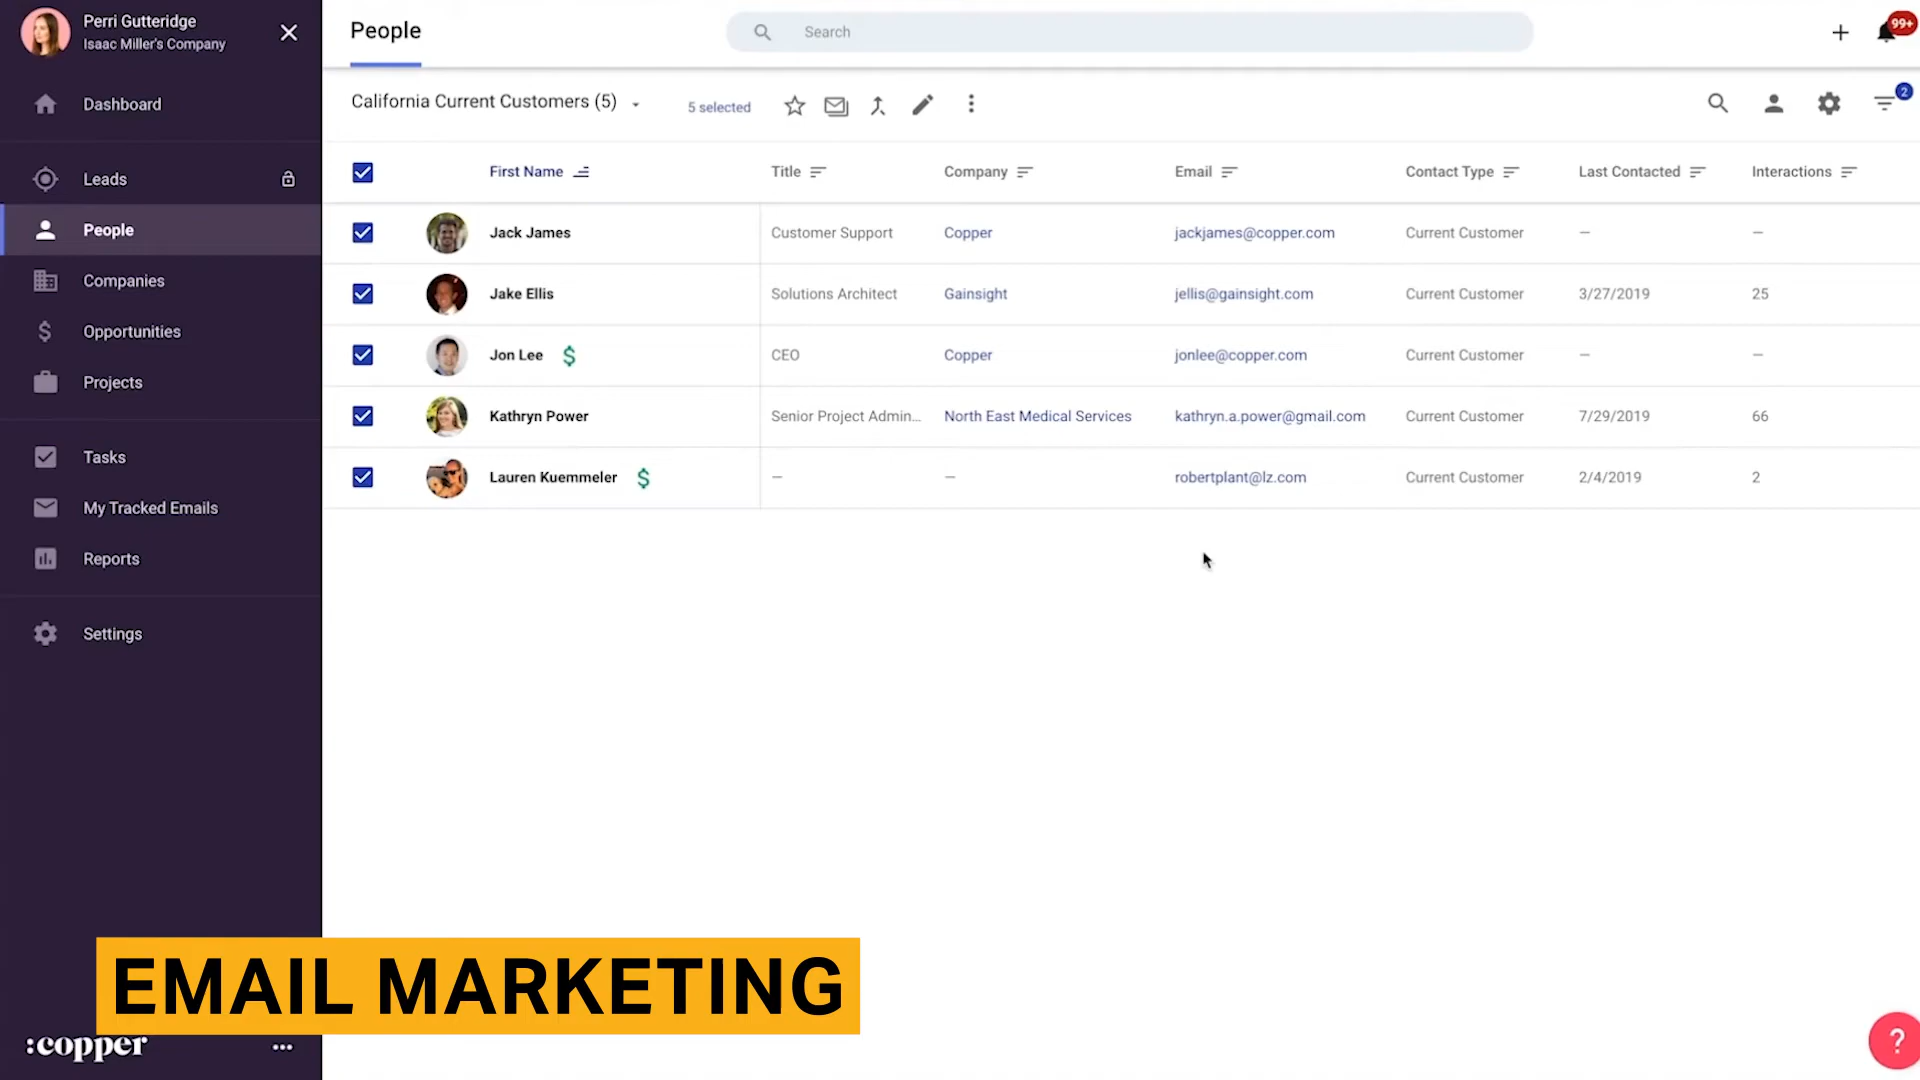 Perri Gutteridge
Isaac Miller's Company
Dashboard
Leads
People
Companies
Opportunities
Projects
Tasks
My Tracked Emails
Reports
Settings
:copper
People
Search
99+
California Current Customers (5)
5 selected
2
First Name Title Company Email Contact Type Last Contacted Interactions
Jack James Customer Support Copper jackjames@copper.com Current Customer — —
Jake Ellis Solutions Architect Gainsight jellis@gainsight.com Current Customer 3/27/2019 25
Jon Lee $ CEO Copper jonlee@copper.com Current Customer — —
Kathryn Power Senior Project Admin... North East Medical Services kathryn.a.power@gmail.com Current Customer 7/29/2019 66
Lauren Kuemmeler $ — — robertplant@lz.com Current Customer 2/4/2019 2
EMAIL MARKETING
?